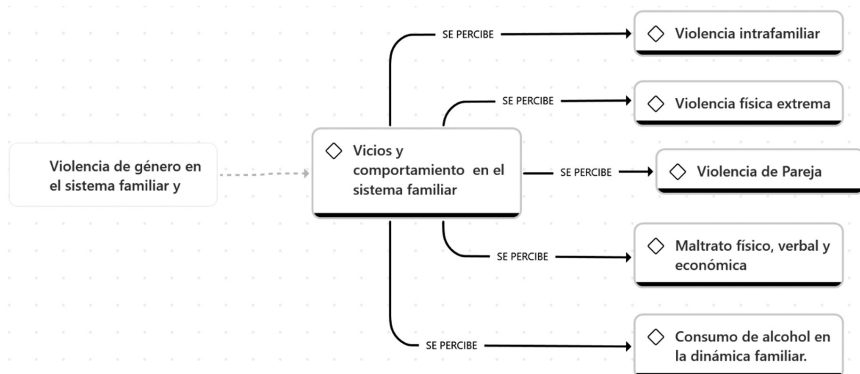 SE PERCIBE
Violencia intrafamiliar
SE PERCIBE
Violencia física extrema
Violencia de género en
el sistema familiar y
Vicios y
comportamiento en el
sistema familiar
SE PERCIBE
Violencia de Pareja
SE PERCIBE
Maltrato físico, verbal y
económica
SE PERCIBE
Consumo de alcohol en
la dinámica familiar.